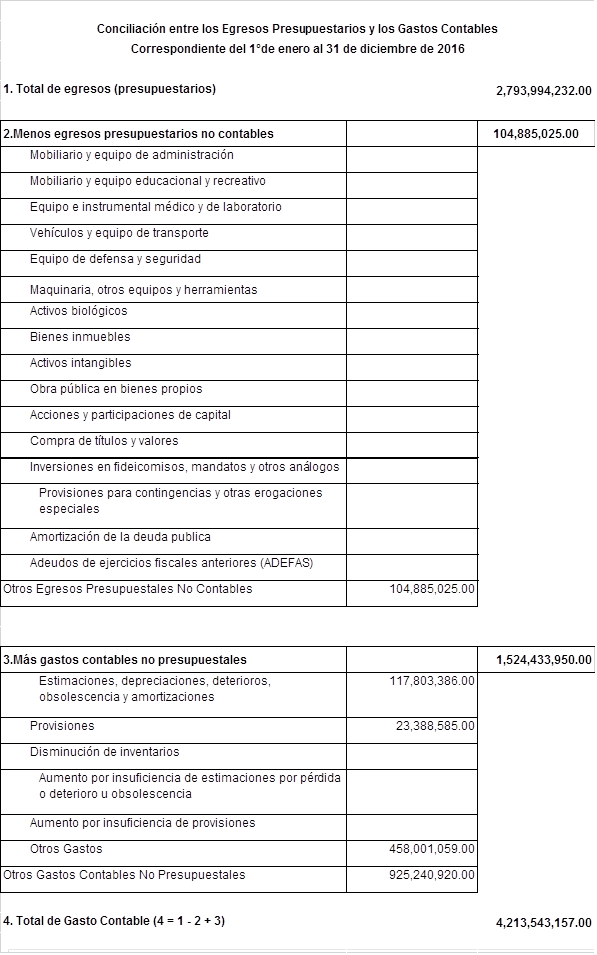 Conciliación entre los Egresos Presupuestarios y los Gastos Contables
Correspondiente del 1°de enero al 31 de diciembre de 2016
1. Total de egresos (presupuestarios) 2,793,994,232.00
2.Menos egresos presupuestarios no contables 104,885,025.00
Mobiliario y equipo de administración
Mobiliario y equipo educacional y recreativo
Equipo e instrumental médico y de laboratorio
Vehículos y equipo de transporte
Equipo de defensa y seguridad
Maquinaria, otros equipos y herramientas
Activos biológicos
Bienes inmuebles
Activos intangibles
Obra pública en bienes propios
Acciones y participaciones de capital
Compra de títulos y valores
Inversiones en fideicomisos, mandatos y otros análogos
Provisiones para contingencias y otras erogaciones
especiales
Amortización de la deuda publica
Adeudos de ejercicios fiscales anteriores (ADEFAS)
Otros Egresos Presupuestales No Contables 104,885,025.00
3.Más gastos contables no presupuestales 1,524,433,950.00
Estimaciones, depreciaciones, deterioros, 117,803,386.00
obsolescencia y amortizaciones
Provisiones 23,388,585.00
Disminución de inventarios
Aumento por insuficiencia de estimaciones por pérdida
o deterioro u obsolescencia
Aumento por insuficiencia de provisiones
Otros Gastos 458,001,059.00
Otros Gastos Contables No Presupuestales 925,240,920.00
4. Total de Gasto Contable (4 = 1 - 2 + 3) 4,213,543,157.00